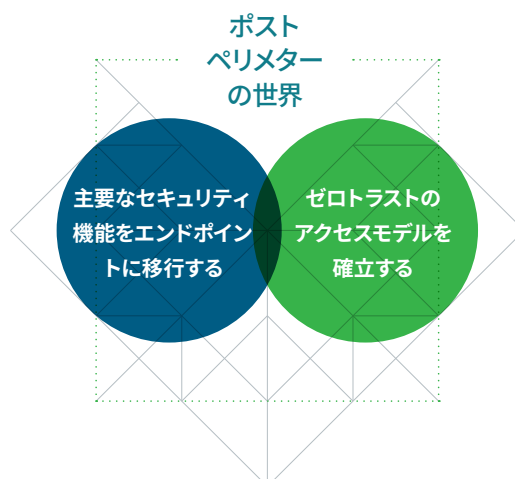 ポスト
ペリメター
の世界
主要なセキュリティ
機能をエンドポイン
トに移行する
ゼロトラストの
アクセスモデルを
確立する